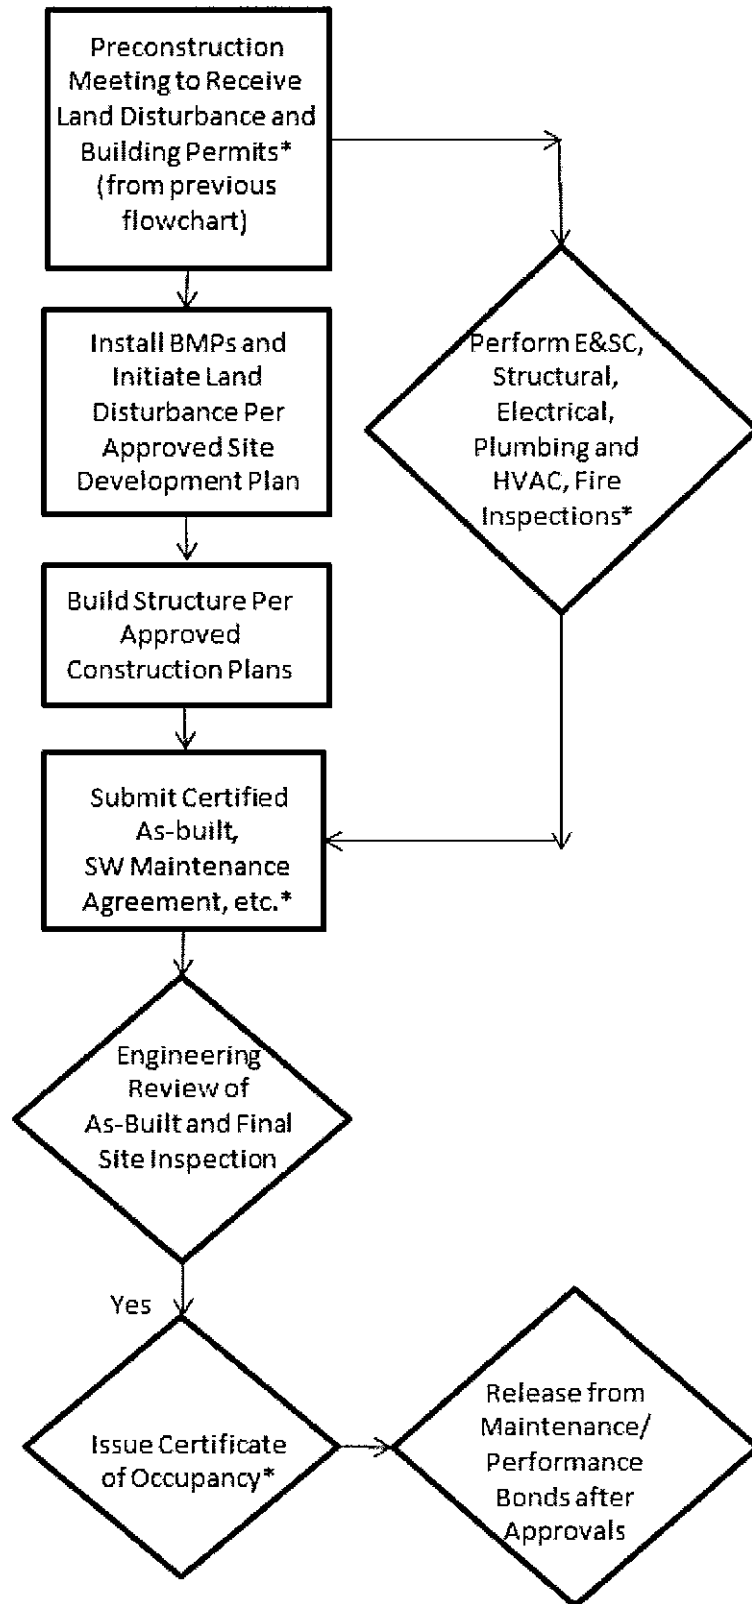 Preconstruction
Meeting to Receive
Land Disturbance and
Building Permits*
(from previous
flowchart)
Install BMPs and
Initiate Land
Disturbance Per
Approved Site
Development Plan
Perform E&SC,
Structural,
Electrical,
Plumbing and
HVAC, Fire
Inspections*
Build Structure Per
Approved
Construction Plans
Submit Certified
As-built,
SW Maintenance
Agreement, etc.*
Engineering
Review of
As-Built and Final
Site Inspection
Yes
Issue Certificate
of Occupancy*
Release from
Maintenance/
Performance
Bonds after
Approvals